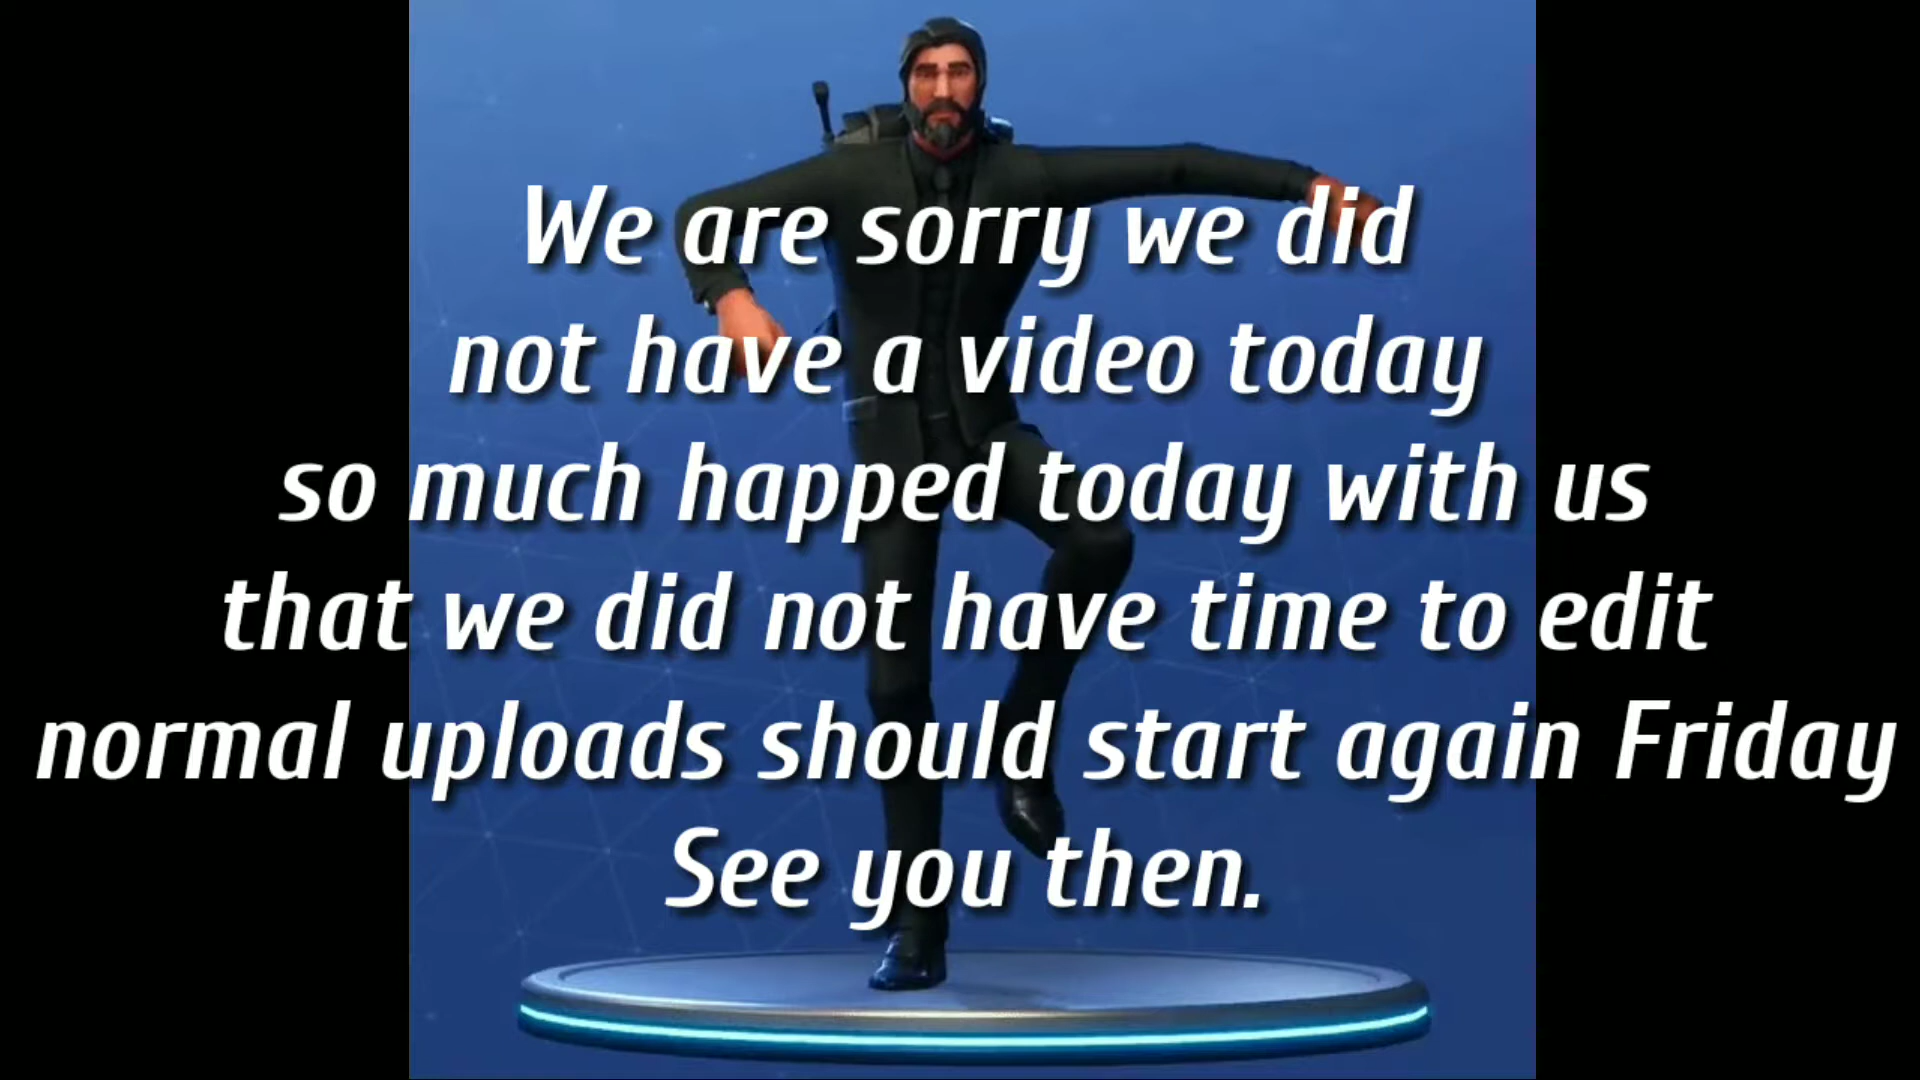 We are sorry we did
not have a video today
so much happed today with us
that we did not have time to edit
normal uploads should start again Friday
See you then.